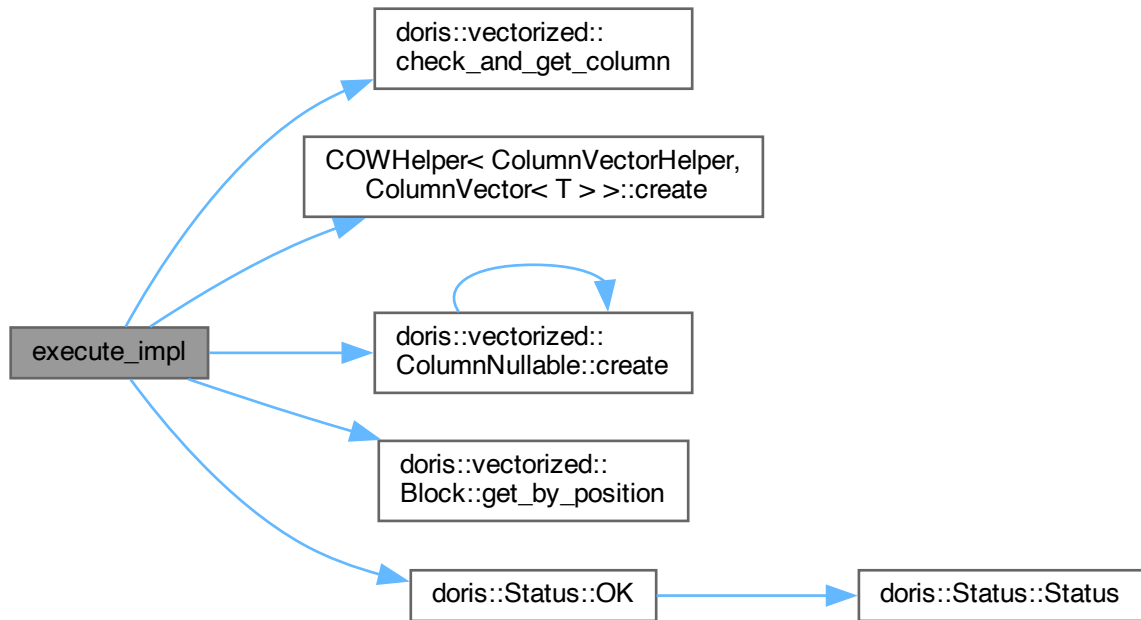 doris::vectorized::
check_and_get_column
COWHelper< ColumnVectorHelper,
ColumnVector< T > >::create
execute_impl
doris::vectorized::
ColumnNullable::create
doris::vectorized::
Block::get_by_position
doris::Status::OK
doris::Status::Status